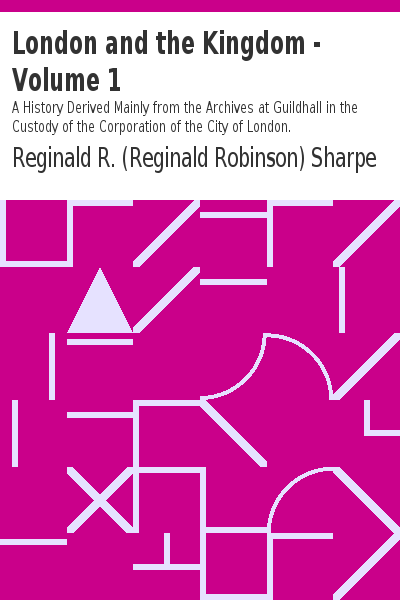 London and the Kingdom -
Volume 1
A History Derived Mainly from the Archives at Guildhall in the
Custody of the Corporation of the City of London.
Reginald R. (Reginald Robinson) Sharpe